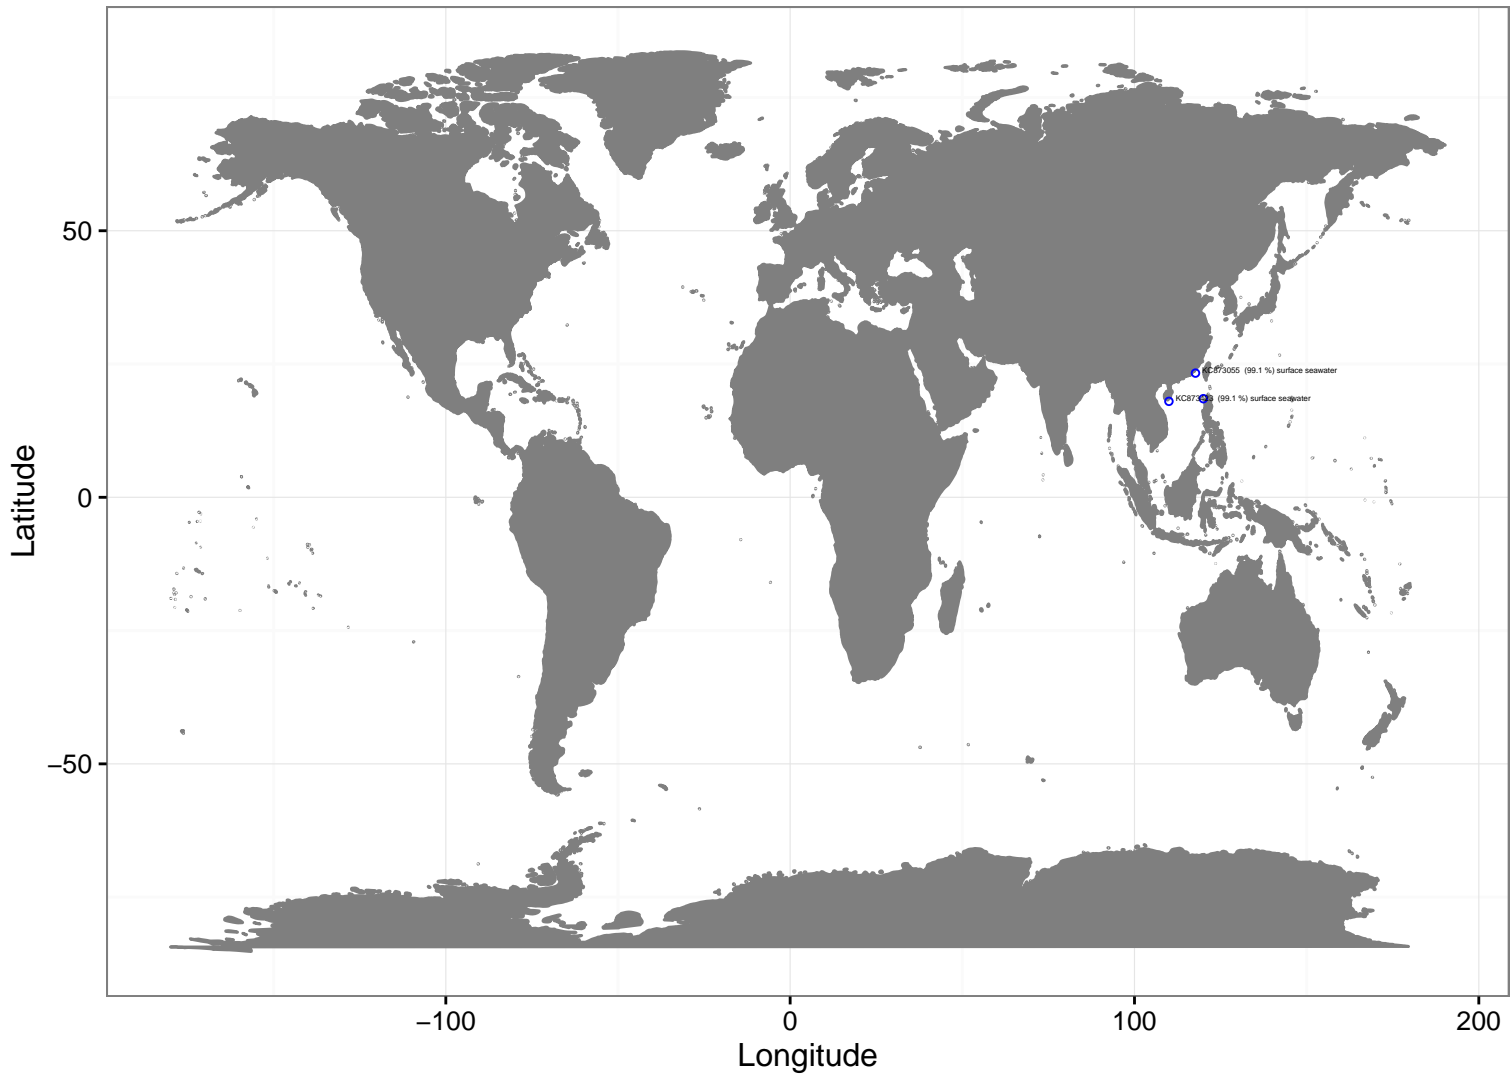 Latitude
50
0
−50
KC873055 (99.1 %) surface seawater
(99.1 %) surface seawater
−100
0
100
200
Longitude